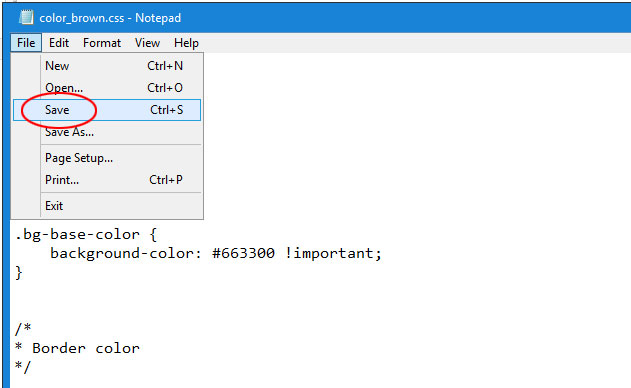 color_brown.css - Notepad
File Edit Format View Help
New Ctrl+N
Open... Ctrl+O
Save Ctrl+S
Save As...
Page Setup...
Print... Ctrl+P
Exit
.bg-base-color {
    background-color: #663300 !important;
}
/*
* Border color
*/